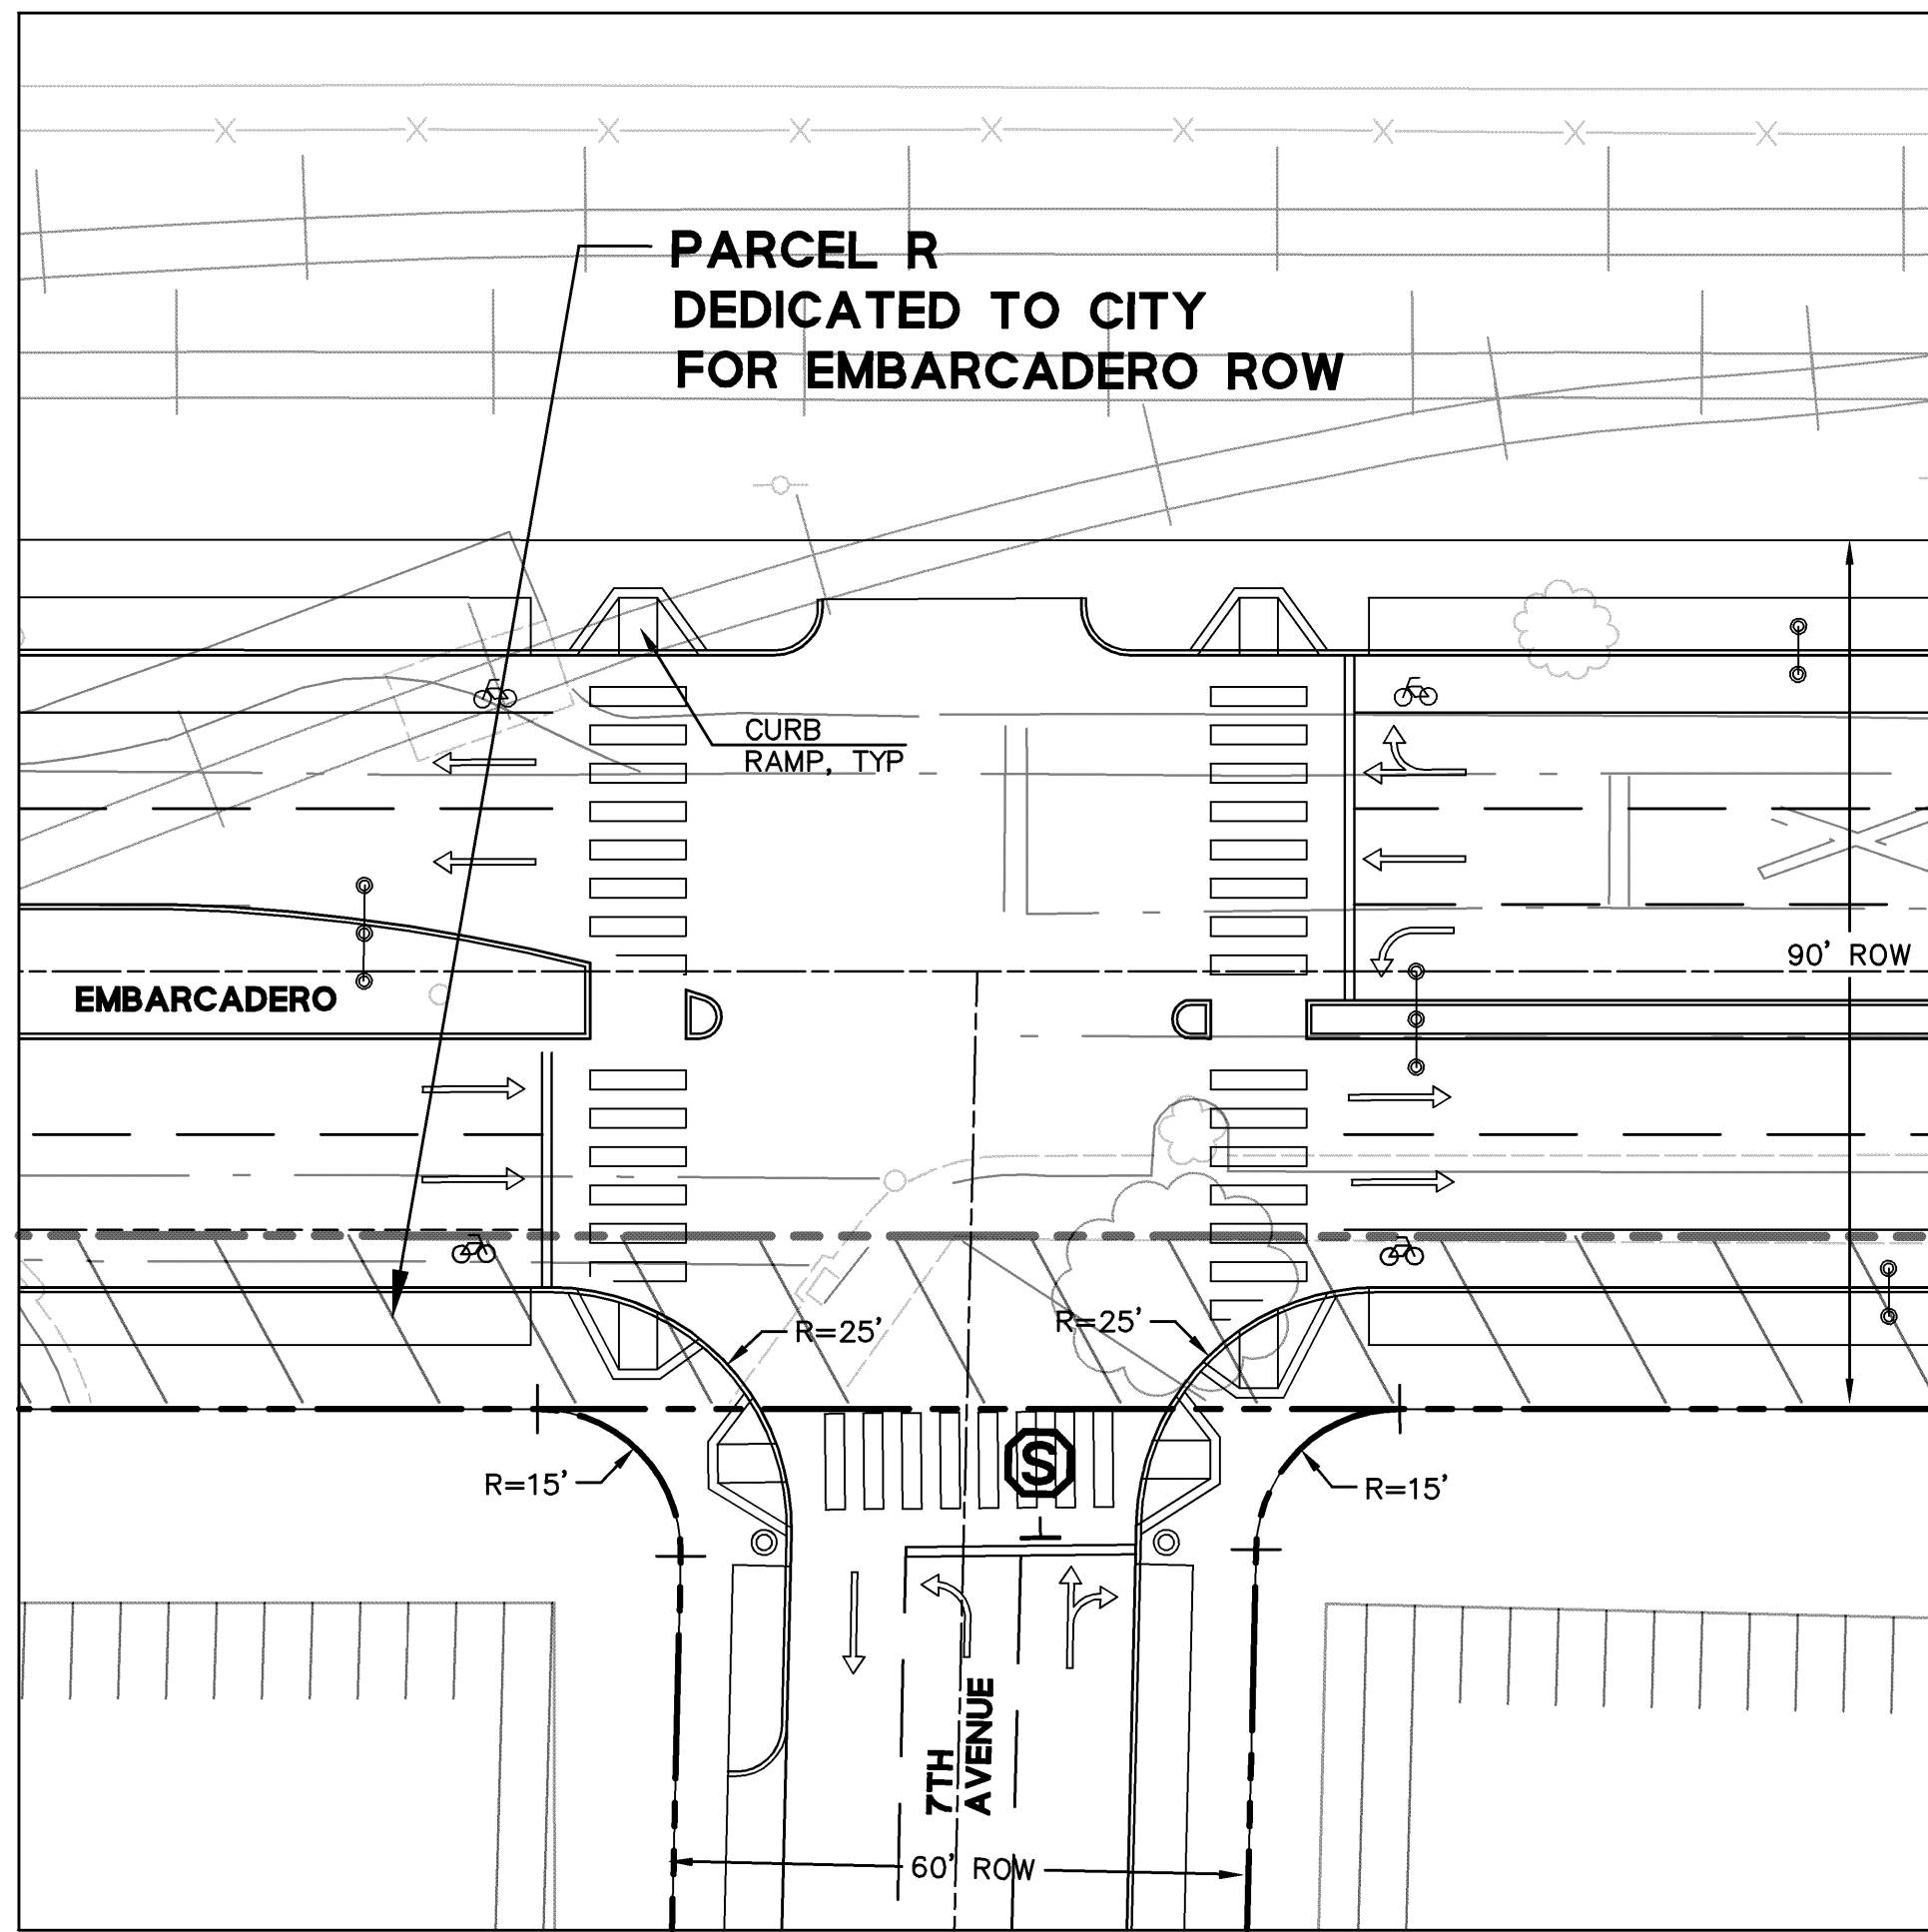 PARCEL R
DEDICATED TO CITY
FOR EMBARCADERO ROW
CURB
RAMP, TYP
90' ROW
EMBARCADERO
R=25'
R=25'
S
R=15'
R=15'
7TH
AVENUE
60' ROW